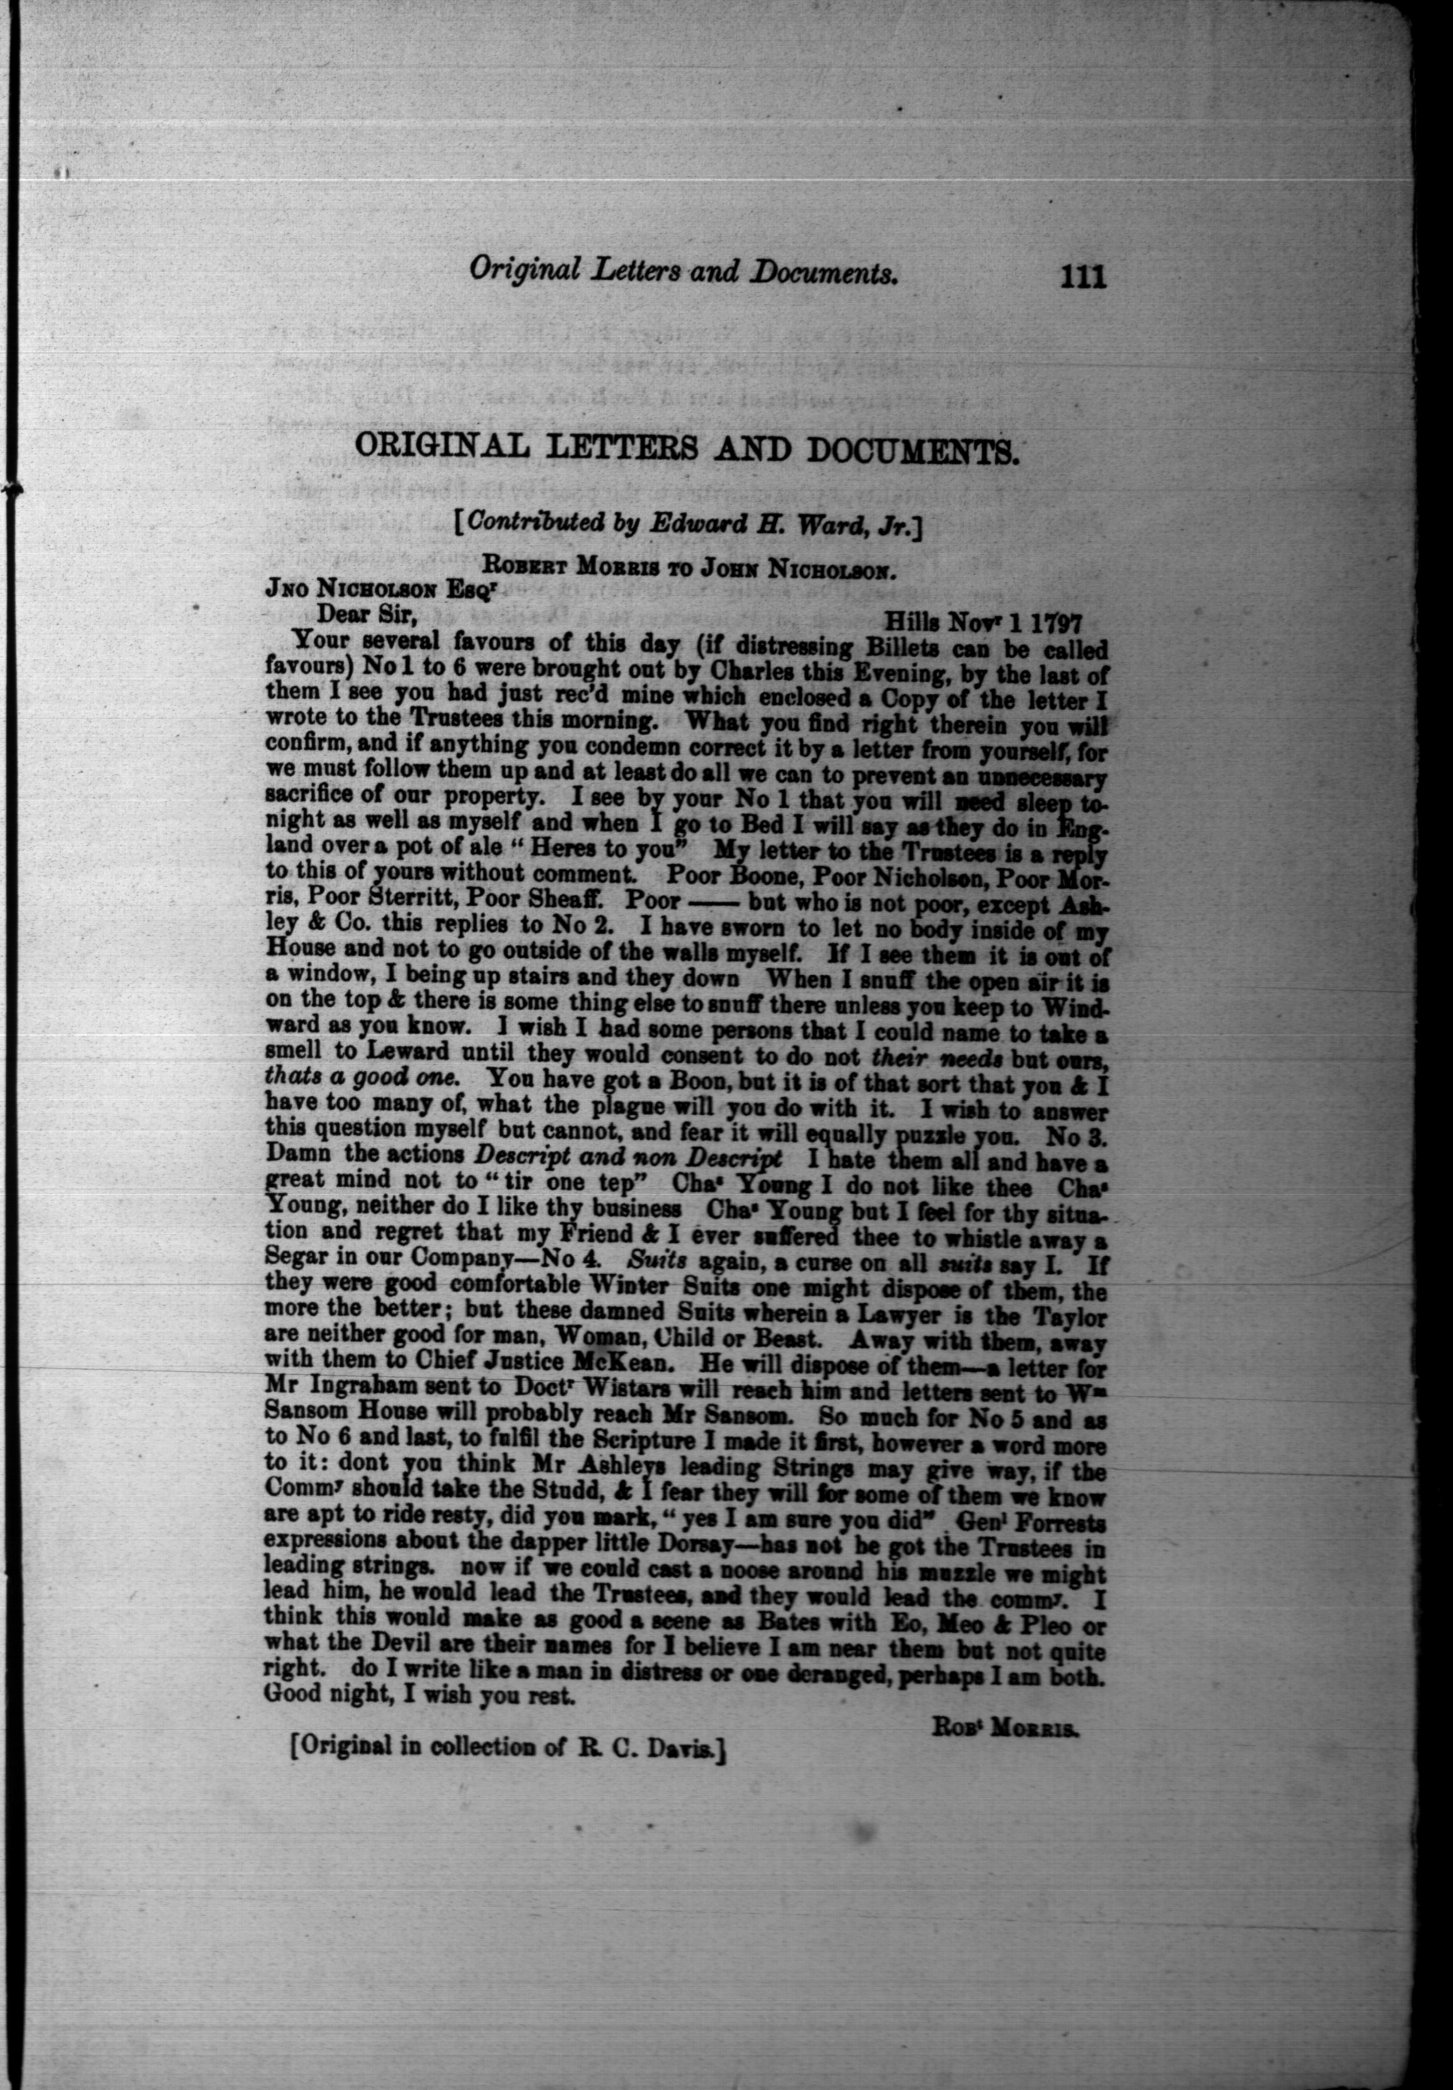 Original Letters and Documents. 111
ORIGINAL LETTERS AND DOCUMENTS.
[Contributed by Edward H. Ward, Jr.]
ROBERT MORRIS TO JOHN NICHOLSON.
JNO NICHOLSON ESQr
Dear Sir, Hills Novr 1 1797
Your several favours of this day (if distressing Billets can be called
favours) No 1 to 6 were brought out by Charles this Evening, by the last of
them I see you had just rec'd mine which enclosed a Copy of the letter I
wrote to the Trustees this morning. What you find right therein you will
confirm, and if anything you condemn correct it by a letter from yourself, for
we must follow them up and at least do all we can to prevent an unnecessary
sacrifice of our property. I see by your No 1 that you will need sleep to-
night as well as myself and when I go to Bed I will say as they do in Eng-
land over a pot of ale "Heres to you" My letter to the Trustees is a reply
to this of yours without comment. Poor Boone, Poor Nicholson, Poor Mor-
ris, Poor Sterritt, Poor Sheaff. Poor —— but who is not poor, except Ash-
ley & Co. this replies to No 2. I have sworn to let no body inside of my
House and not to go outside of the walls myself. If I see them it is out of
a window, I being up stairs and they down When I snuff the open air it is
on the top & there is some thing else to snuff there unless you keep to Wind-
ward as you know. I wish I had some persons that I could name to take a
smell to Leward until they would consent to do not their needs but ours,
thats a good one. You have got a Boon, but it is of that sort that you & I
have too many of, what the plague will you do with it. I wish to answer
this question myself but cannot, and fear it will equally puzzle you. No 3.
Damn the actions Descript and non Descript I hate them all and have a
great mind not to "tir one tep" Chas Young I do not like thee Chas
Young, neither do I like thy business Chas Young but I feel for thy situa-
tion and regret that my Friend & I ever suffered thee to whistle away a
Segar in our Company—No 4. Suits again, a curse on all suits say I. If
they were good comfortable Winter Suits one might dispose of them, the
more the better; but these damned Suits wherein a Lawyer is the Taylor
are neither good for man, Woman, Child or Beast. Away with them, away
with them to Chief Justice McKean. He will dispose of them—a letter for
Mr Ingraham sent to Doctr Wistars will reach him and letters sent to Wm
Sansom House will probably reach Mr Sansom. So much for No 5 and as
to No 6 and last, to fulfil the Scripture I made it first, however a word more
to it: dont you think Mr Ashleys leading Strings may give way, if the
Commy should take the Studd, & I fear they will for some of them we know
are apt to ride resty, did you mark, "yes I am sure you did" Genl Forrests
expressions about the dapper little Dorsay—has not he got the Trustees in
leading strings. now if we could cast a noose around his muzzle we might
lead him, he would lead the Trustees, and they would lead the commy. I
think this would make as good a scene as Bates with Eo, Meo & Pleo or
what the Devil are their names for I believe I am near them but not quite
right. do I write like a man in distress or one deranged, perhaps I am both.
Good night, I wish you rest.
ROBt MORRIS.
[Original in collection of R. C. Davis.]